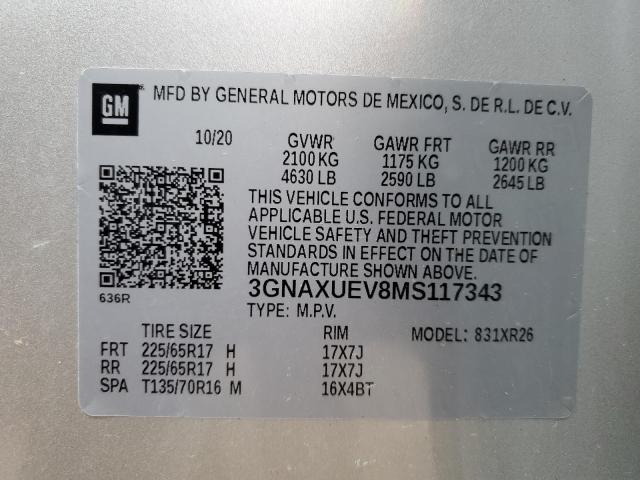 GM MFD BY GENERAL MOTORS DE MEXICO, S. DE R.L. DE C.V.
10/20 GVWR GAWR FRT GAWR RR
2100 KG 1175 KG 1200 KG
4630 LB 2590 LB 2645 LB
THIS VEHICLE CONFORMS TO ALL
APPLICABLE U.S. FEDERAL MOTOR
VEHICLE SAFETY AND THEFT PREVENTION
STANDARDS IN EFFECT ON THE DATE OF
MANUFACTURE SHOWN ABOVE.
636R
3GNAXUEV8MS117343
TYPE: M.P.V.
TIRE SIZE RIM MODEL: 831XR26
FRT 225/65R17 H 17X7J
RR 225/65R17 H 17X7J
SPA T135/70R16 M 16X4BT